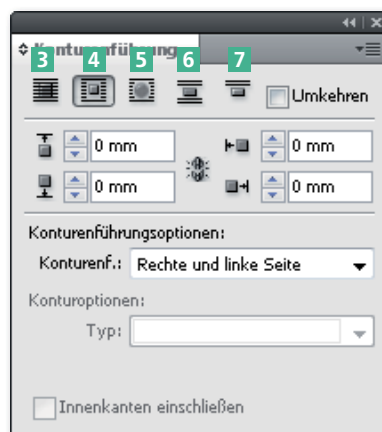 Konturenführung
3 4 5 6 7
Umkehren
0 mm 0 mm
0 mm 0 mm
Konturenführungsoptionen:
Konturenf.: Rechte und linke Seite
Konturoptionen:
Typ:
Innenkanten einschließen